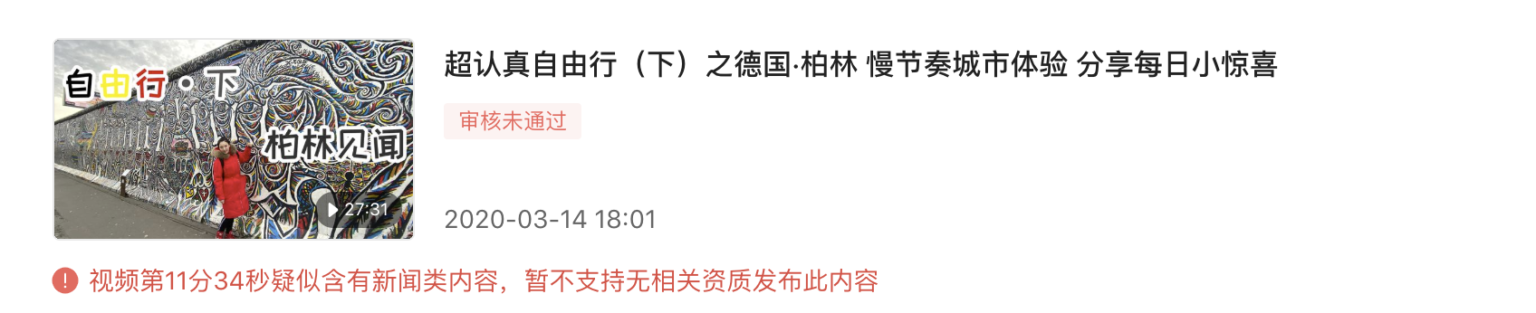 自由行·下
柏林见闻
27:31
超认真自由行（下）之德国·柏林 慢节奏城市体验 分享每日小惊喜
审核未通过
2020-03-14 18:01
视频第11分34秒疑似含有新闻类内容，暂不支持无相关资质发布此内容